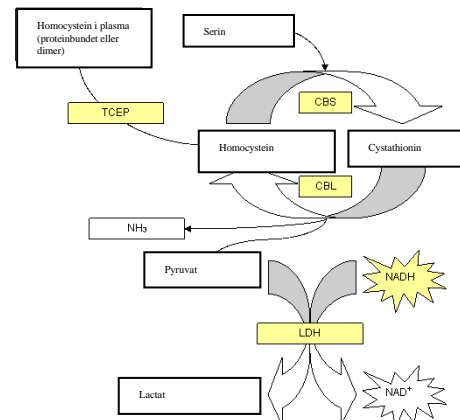 Homocystein i plasma
(proteinbundet eller
dimer)
Serin
TCEP
CBS
Homocystein
Cystathionin
CBL
NH₃
Pyruvat
NADH
LDH
Lactat
NAD⁺